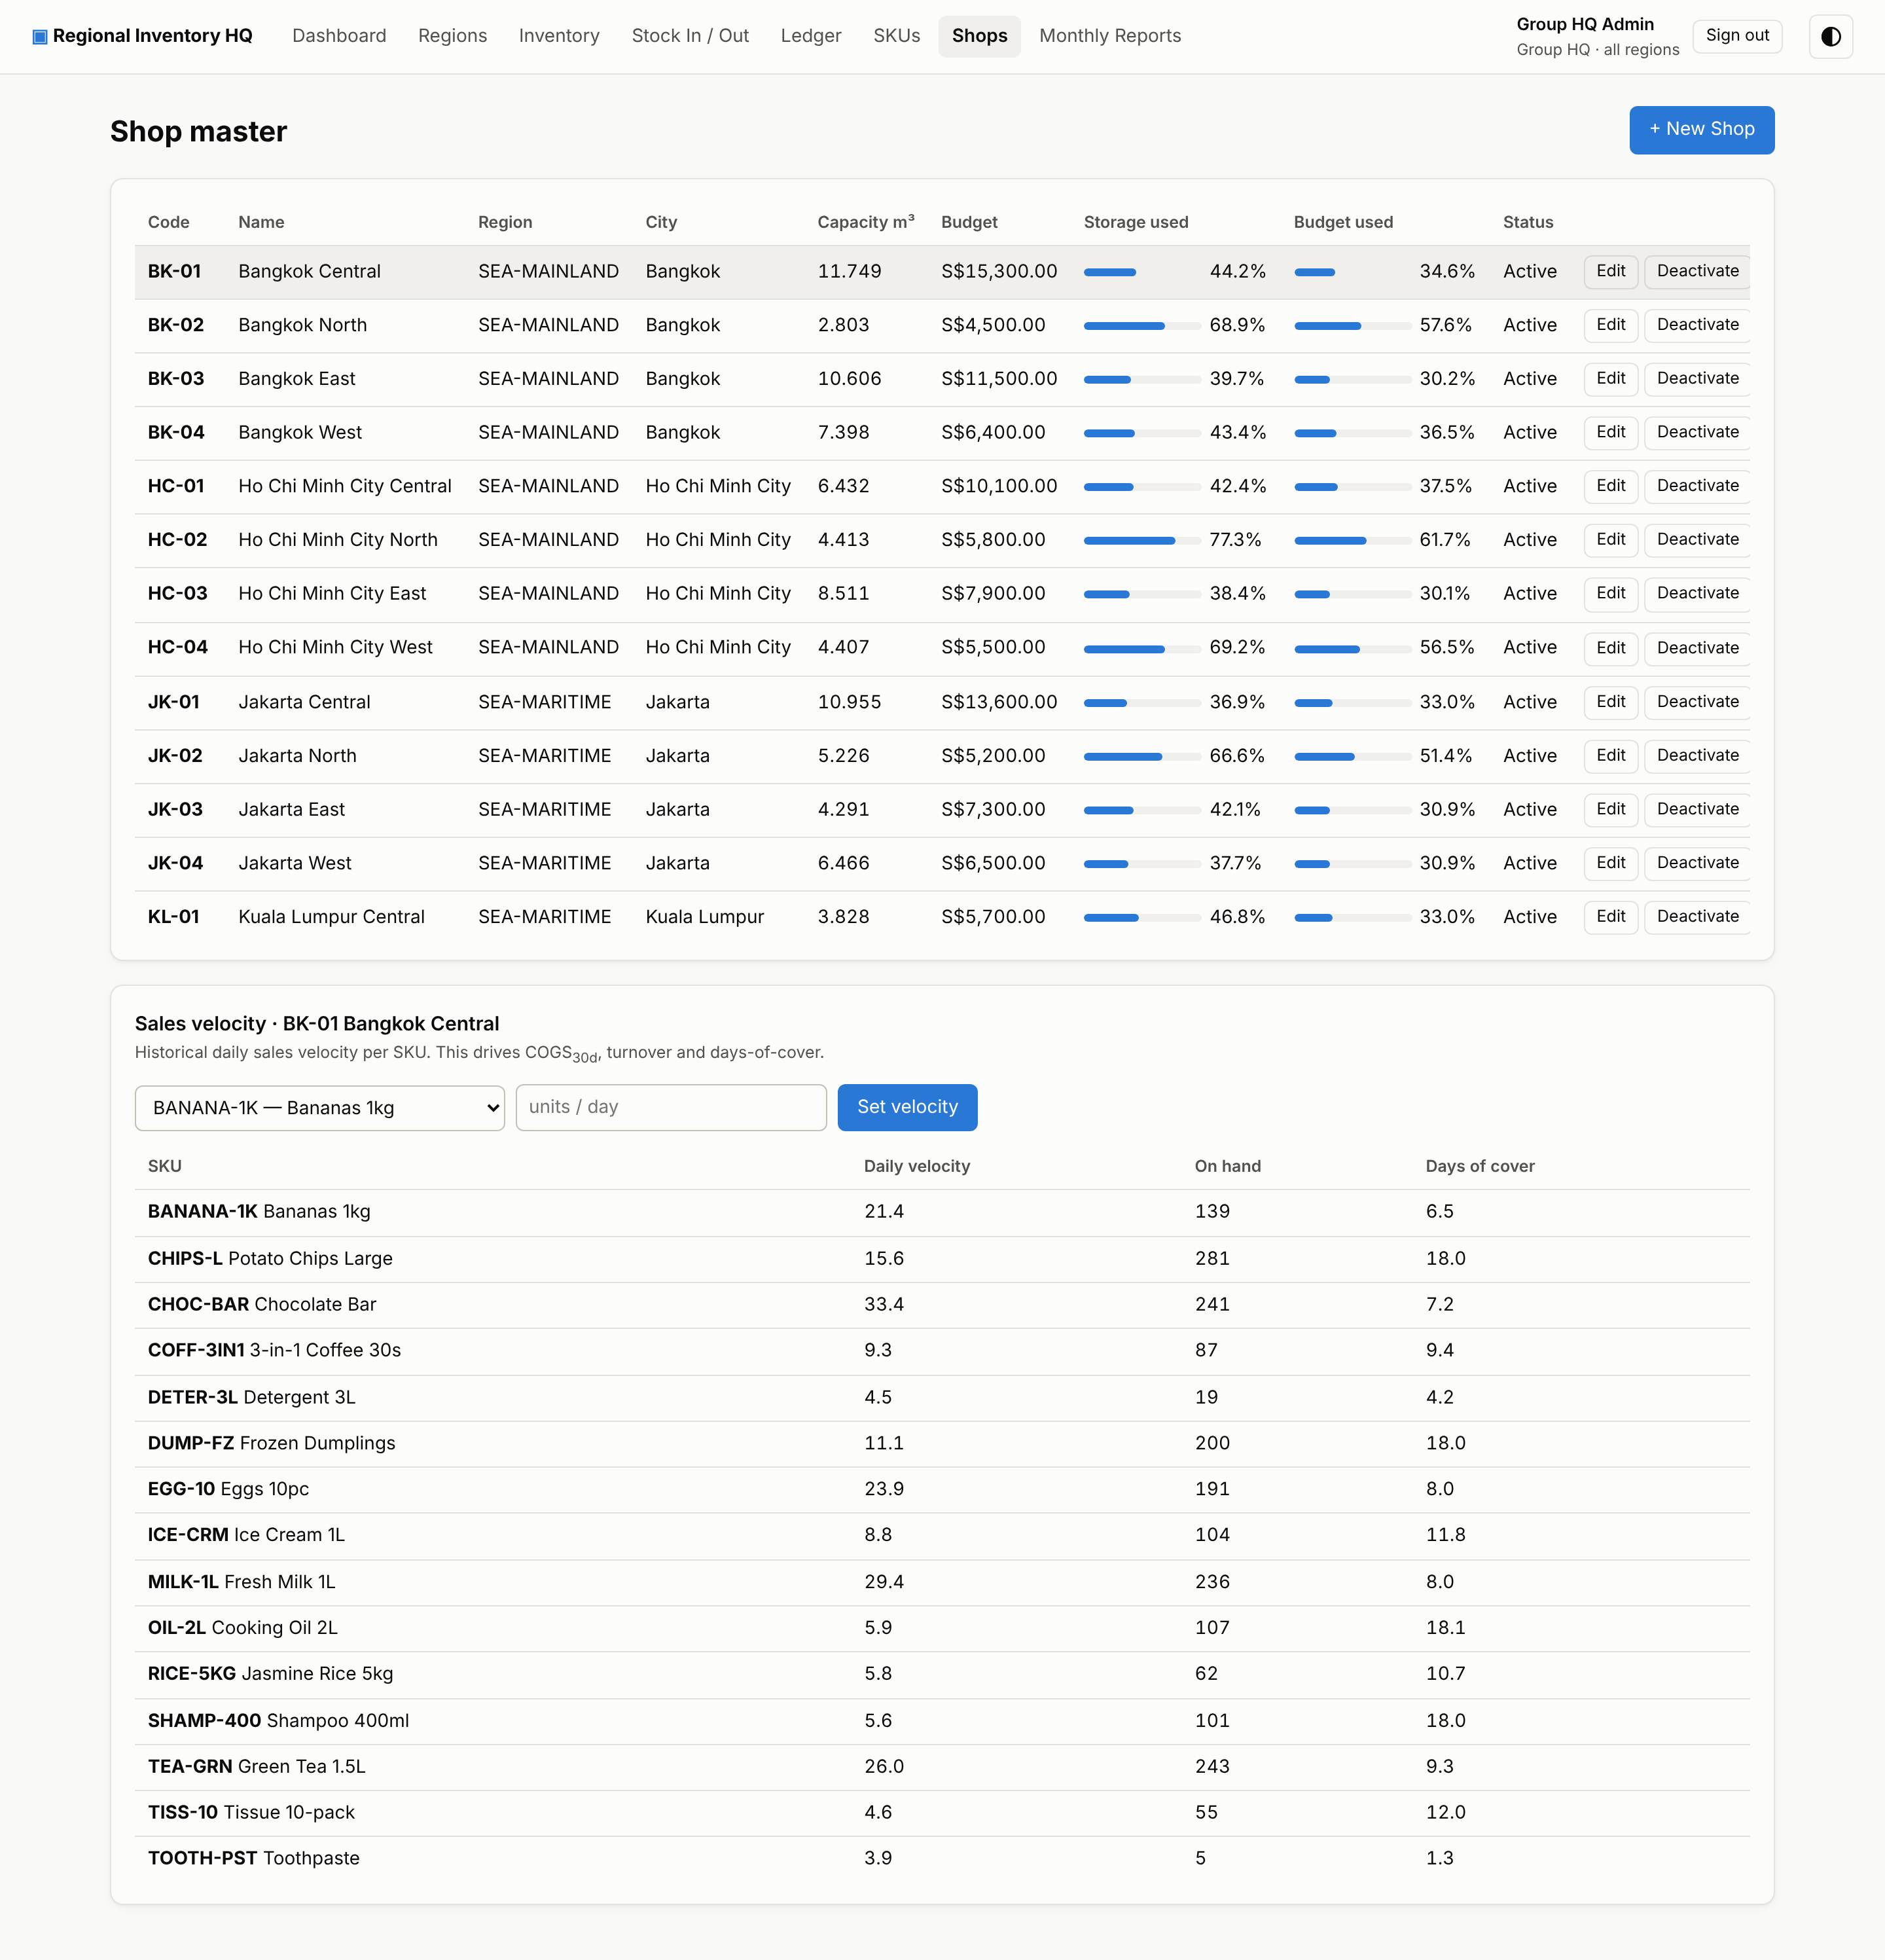 Regional Inventory HQ Dashboard Regions Inventory Stock In / Out Ledger SKUs Shops Monthly Reports Group HQ Admin Sign out
Group HQ · all regions
Shop master + New Shop
Code Name Region City Capacity m³ Budget Storage used Budget used Status
BK-01 Bangkok Central SEA-MAINLAND Bangkok 11.749 S$15,300.00 44.2% 34.6% Active Edit Deactivate
BK-02 Bangkok North SEA-MAINLAND Bangkok 2.803 S$4,500.00 68.9% 57.6% Active Edit Deactivate
BK-03 Bangkok East SEA-MAINLAND Bangkok 10.606 S$11,500.00 39.7% 30.2% Active Edit Deactivate
BK-04 Bangkok West SEA-MAINLAND Bangkok 7.398 S$6,400.00 43.4% 36.5% Active Edit Deactivate
HC-01 Ho Chi Minh City Central SEA-MAINLAND Ho Chi Minh City 6.432 S$10,100.00 42.4% 37.5% Active Edit Deactivate
HC-02 Ho Chi Minh City North SEA-MAINLAND Ho Chi Minh City 4.413 S$5,800.00 77.3% 61.7% Active Edit Deactivate
HC-03 Ho Chi Minh City East SEA-MAINLAND Ho Chi Minh City 8.511 S$7,900.00 38.4% 30.1% Active Edit Deactivate
HC-04 Ho Chi Minh City West SEA-MAINLAND Ho Chi Minh City 4.407 S$5,500.00 69.2% 56.5% Active Edit Deactivate
JK-01 Jakarta Central SEA-MARITIME Jakarta 10.955 S$13,600.00 36.9% 33.0% Active Edit Deactivate
JK-02 Jakarta North SEA-MARITIME Jakarta 5.226 S$5,200.00 66.6% 51.4% Active Edit Deactivate
JK-03 Jakarta East SEA-MARITIME Jakarta 4.291 S$7,300.00 42.1% 30.9% Active Edit Deactivate
JK-04 Jakarta West SEA-MARITIME Jakarta 6.466 S$6,500.00 37.7% 30.9% Active Edit Deactivate
KL-01 Kuala Lumpur Central SEA-MARITIME Kuala Lumpur 3.828 S$5,700.00 46.8% 33.0% Active Edit Deactivate
Sales velocity · BK-01 Bangkok Central
Historical daily sales velocity per SKU. This drives COGS30d, turnover and days-of-cover.
BANANA-1K — Bananas 1kg units / day Set velocity
SKU Daily velocity On hand Days of cover
BANANA-1K Bananas 1kg 21.4 139 6.5
CHIPS-L Potato Chips Large 15.6 281 18.0
CHOC-BAR Chocolate Bar 33.4 241 7.2
COFF-3IN1 3-in-1 Coffee 30s 9.3 87 9.4
DETER-3L Detergent 3L 4.5 19 4.2
DUMP-FZ Frozen Dumplings 11.1 200 18.0
EGG-10 Eggs 10pc 23.9 191 8.0
ICE-CRM Ice Cream 1L 8.8 104 11.8
MILK-1L Fresh Milk 1L 29.4 236 8.0
OIL-2L Cooking Oil 2L 5.9 107 18.1
RICE-5KG Jasmine Rice 5kg 5.8 62 10.7
SHAMP-400 Shampoo 400ml 5.6 101 18.0
TEA-GRN Green Tea 1.5L 26.0 243 9.3
TISS-10 Tissue 10-pack 4.6 55 12.0
TOOTH-PST Toothpaste 3.9 5 1.3